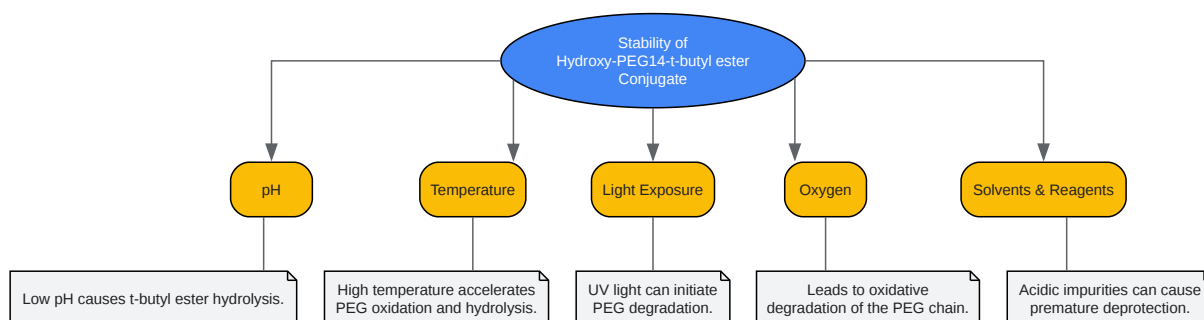 Stability of
Hydroxy-PEG14-t-butyl ester
Conjugate
pH
Temperature
Light Exposure
Oxygen
Solvents & Reagents
Low pH causes t-butyl ester hydrolysis.
High temperature accelerates
PEG oxidation and hydrolysis.
UV light can initiate
PEG degradation.
Leads to oxidative
degradation of the PEG chain.
Acidic impurities can cause
premature deprotection.